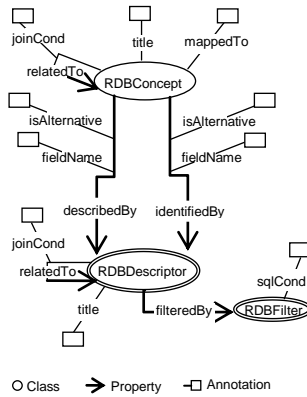 joinCond
title
mappedTo
relatedTo
RDBConcept
isAlternative
isAlternative
fieldName
fieldName
describedBy
identifiedBy
joinCond
relatedTo
RDBDescriptor
sqlCond
title
filteredBy
RDBFilter
Class
Property
Annotation